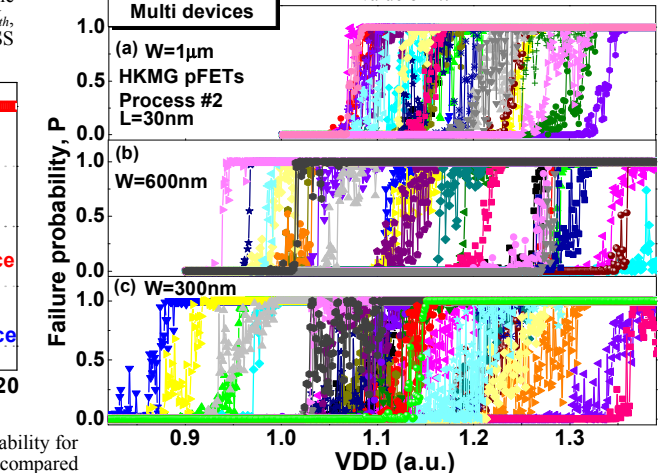 Multi devices
th,
SS
(a) W=1μm
HKMG pFETs
Process #2
L=30nm
(b)
W=600nm
(c) W=300nm
Failure probability, P
1.0
0.5
0.0
1.0
0.5
0.0
1.0
0.5
0.0
ce
ce
20
0.9 1.0 1.1 1.2 1.3
VDD (a.u.)
ability for
compared